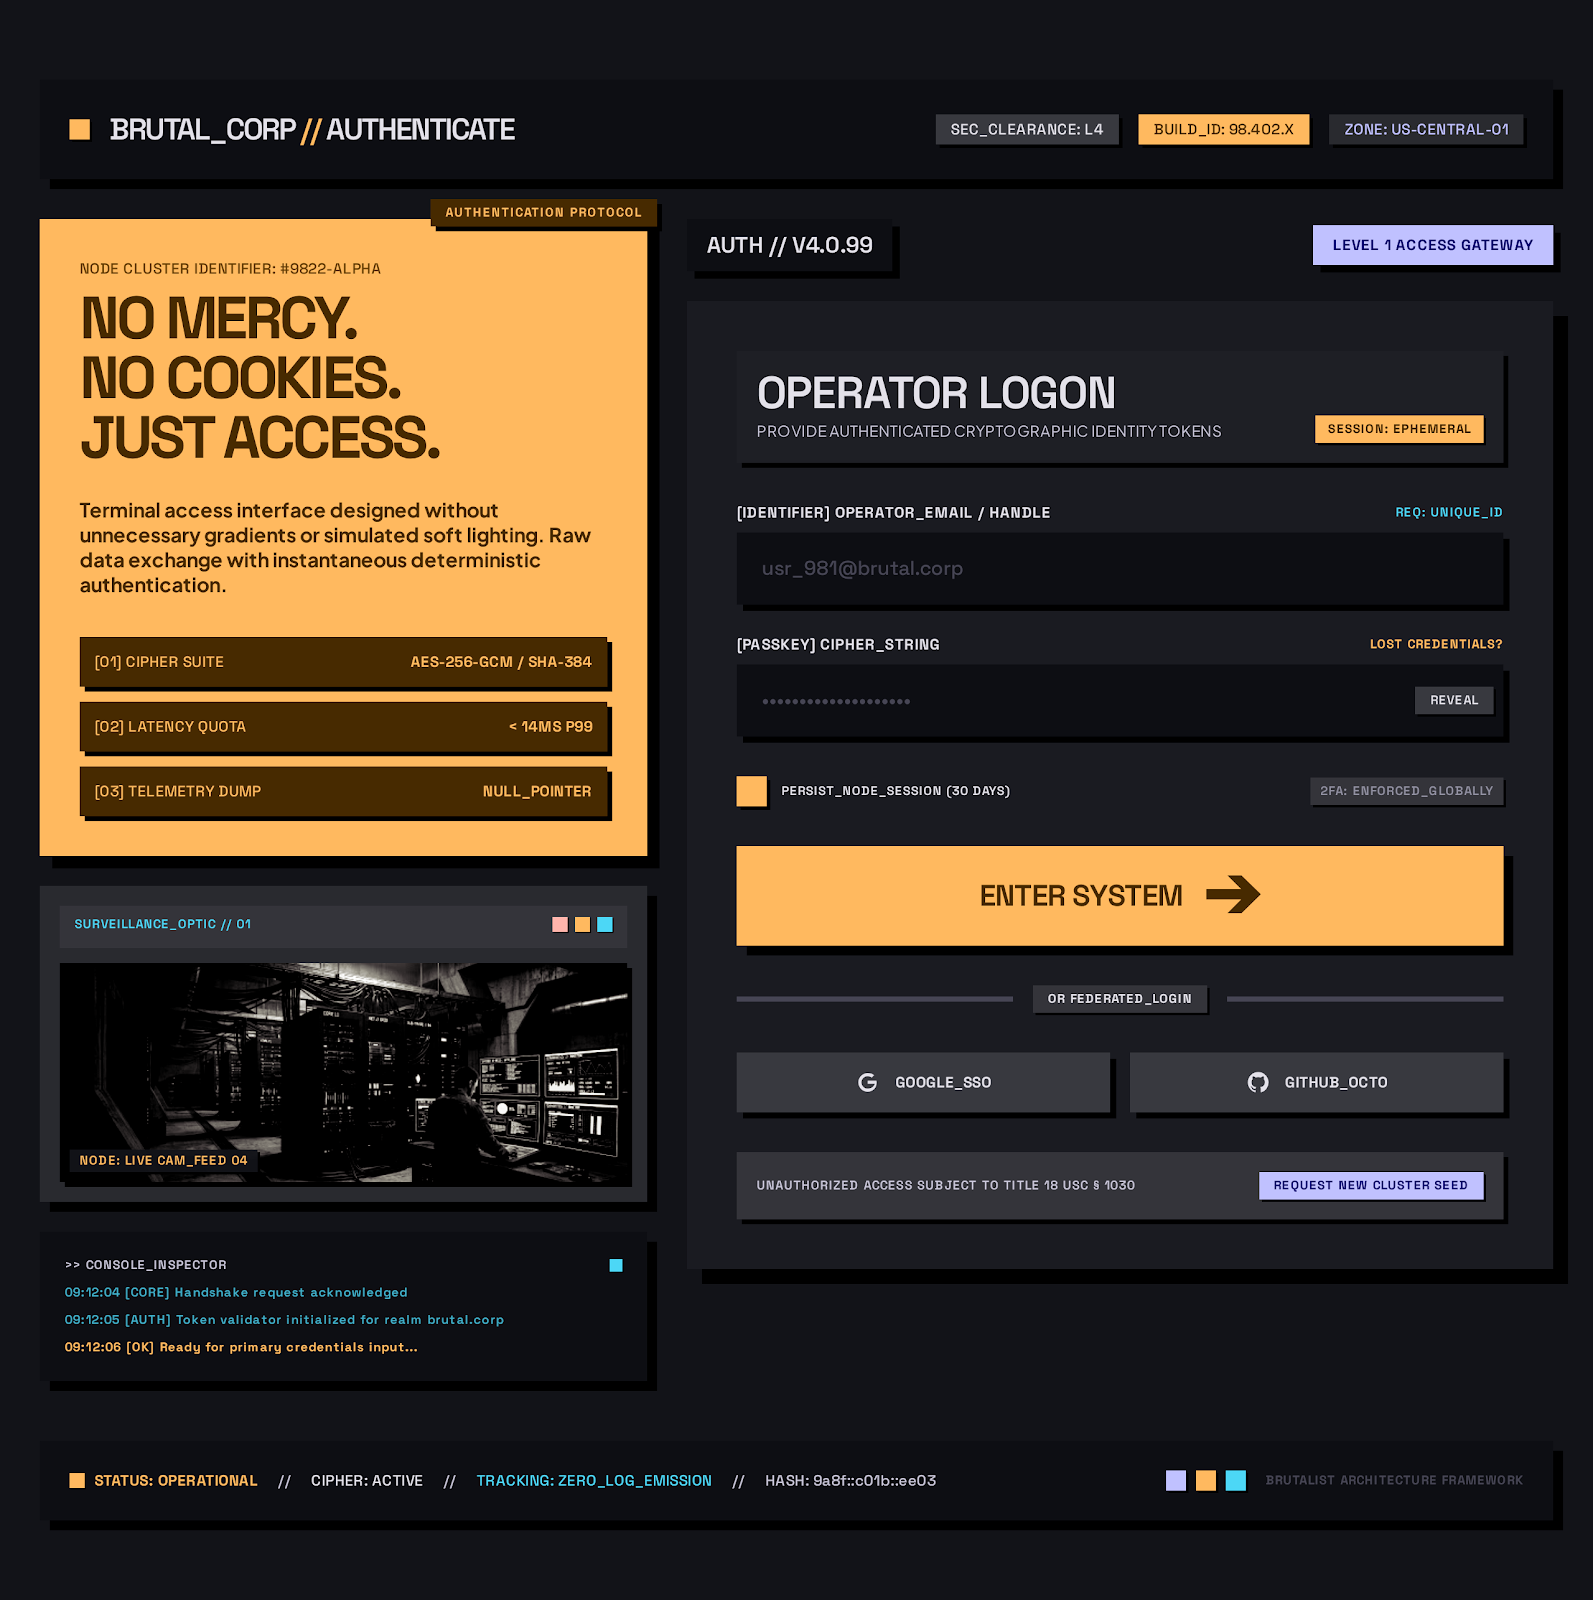 BRUTAL_CORP // AUTHENTICATE
SEC_CLEARANCE: L4
BUILD_ID: 98.402.X
ZONE: US-CENTRAL-01
AUTHENTICATION PROTOCOL
NODE CLUSTER IDENTIFIER: #9822-ALPHA
NO MERCY.
NO COOKIES.
JUST ACCESS.
Terminal access interface designed without
unnecessary gradients or simulated soft lighting. Raw
data exchange with instantaneous deterministic
authentication.
[01] CIPHER SUITE
AES-256-GCM / SHA-384
[02] LATENCY QUOTA
< 14MS P99
[03] TELEMETRY DUMP
NULL_POINTER
SURVEILLANCE_OPTIC // 01
NODE: LIVE CAM_FEED 04
>> CONSOLE_INSPECTOR
09:12:04 [CORE] Handshake request acknowledged
09:12:05 [AUTH] Token validator initialized for realm brutal.corp
09:12:06 [OK] Ready for primary credentials input...
AUTH // V4.0.99
LEVEL 1 ACCESS GATEWAY
OPERATOR LOGON
PROVIDE AUTHENTICATED CRYPTOGRAPHIC IDENTITY TOKENS
SESSION: EPHEMERAL
[IDENTIFIER] OPERATOR_EMAIL / HANDLE
REQ: UNIQUE_ID
usr_981@brutal.corp
[PASSKEY] CIPHER_STRING
LOST CREDENTIALS?
••••••••••••••••••••
REVEAL
PERSIST_NODE_SESSION (30 DAYS)
2FA: ENFORCED_GLOBALLY
ENTER SYSTEM
OR FEDERATED_LOGIN
GOOGLE_SSO
GITHUB_OCTO
UNAUTHORIZED ACCESS SUBJECT TO TITLE 18 USC § 1030
REQUEST NEW CLUSTER SEED
STATUS: OPERATIONAL // CIPHER: ACTIVE // TRACKING: ZERO_LOG_EMISSION // HASH: 9a8f::c01b::ee03
BRUTALIST ARCHITECTURE FRAMEWORK